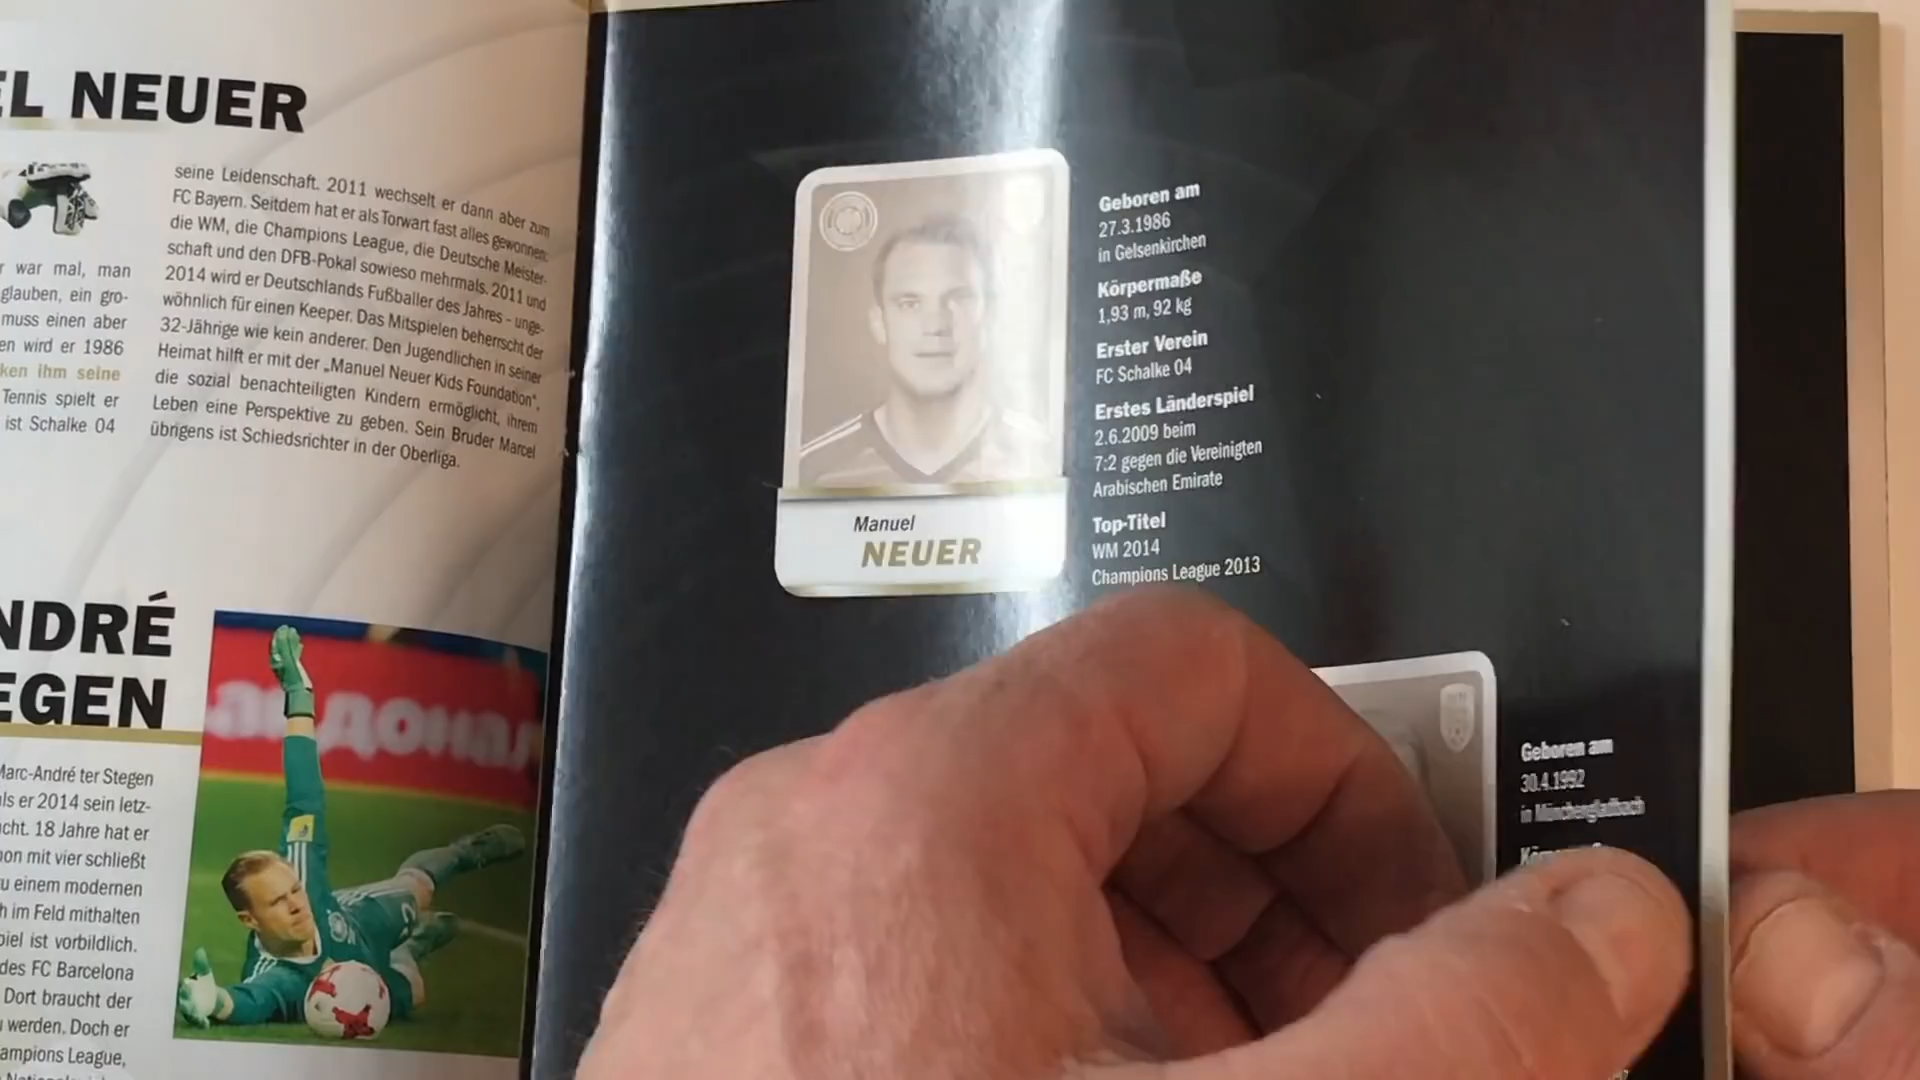 EL NEUER
seine Leidenschaft. 2011 wechselt er dann aber zum
FC Bayern. Seitdem hat er als Torwart fast alles gewonnen:
die WM, die Champions League, die Deutsche Meister-
schaft und den DFB-Pokal sowieso mehrmals. 2011 und
2014 wird er Deutschlands Fußballer des Jahres – unge-
wöhnlich für einen Keeper. Das Mitspielen beherrscht der
32-Jährige wie kein anderer. Den Jugendlichen in seiner
Heimat hilft er mit der „Manuel Neuer Kids Foundation“,
die sozial benachteiligten Kindern ermöglicht, ihrem
Leben eine Perspektive zu geben. Sein Bruder Marcel
übrigens ist Schiedsrichter in der Oberliga.
r war mal, man
glauben, ein gro-
muss einen aber
en wird er 1986
ken ihm seine
Tennis spielt er
ist Schalke 04
NDRÉ
EGEN
Marc-André ter Stegen
als er 2014 sein letz-
acht. 18 Jahre hat er
hon mit vier schließt
zu einem modernen
h im Feld mithalten
piel ist vorbildlich.
des FC Barcelona
Dort braucht der
werden. Doch er
ampions League,
Manuel
NEUER
Geboren am
27.3.1986
in Gelsenkirchen
Körpermaße
1,93 m, 92 kg
Erster Verein
FC Schalke 04
Erstes Länderspiel
2.6.2009 beim
7:2 gegen die Vereinigten
Arabischen Emirate
Top-Titel
WM 2014
Champions League 2013
Geboren am
30.4.1992
in Mönchengladbach